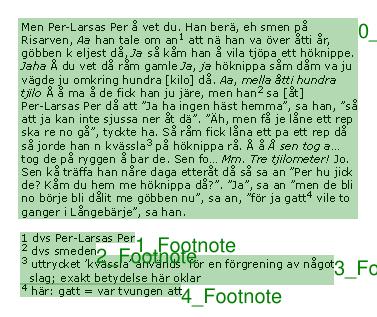 Men Per-Larsas Per å vet du. Han berä, eh smen på
Risarven, Aa han tale om an¹ att nä han va över åtti år,
göbben k eljest då, Ja så kåm han å vila tjöpa ett höknippe.
Jaha Å du vet då råm gamle Ja, ja höknippa såm dåm va ju
vägde ju omkring hundra [kilo] då. Aa, mella åtti hundra
tjilo Å å ma å de fick han ju järe, men han² sa [åt]
Per-Larsas Per då att ”Ja ha ingen häst hemma”, sa han, ”så
att ja kan inte sjussa ner åt dä”. ”Äh, men få je låne ett rep
ska re no gå”, tyckte ha. Så råm fick låna ett pa ett rep då
så jorde han n kvässla³ på höknippa rå. Å å Å sen tog a...
tog de på ryggen å bar de. Sen fo... Mm. Tre tjilometer! Jo.
Sen kå träffa han nåre daga etteråt då så sa an ”Per hu jick
de? Kåm du hem me höknippa då?”. ”Ja”, sa an ”men de bli
no börje bli dålit me göbben nu”, sa an, ”för ja gatt⁴ vile to
ganger i Långebärje”, sa han.
0_
1 dvs Per-Larsas Per
1_Footnote
2 dvs smeden
2_Footnote
3 uttrycket ’kvässla’ används för en förgrening av något
slag; exakt betydelse här oklar
3_Fo
4 här: gatt = var tvungen att
4_Footnote